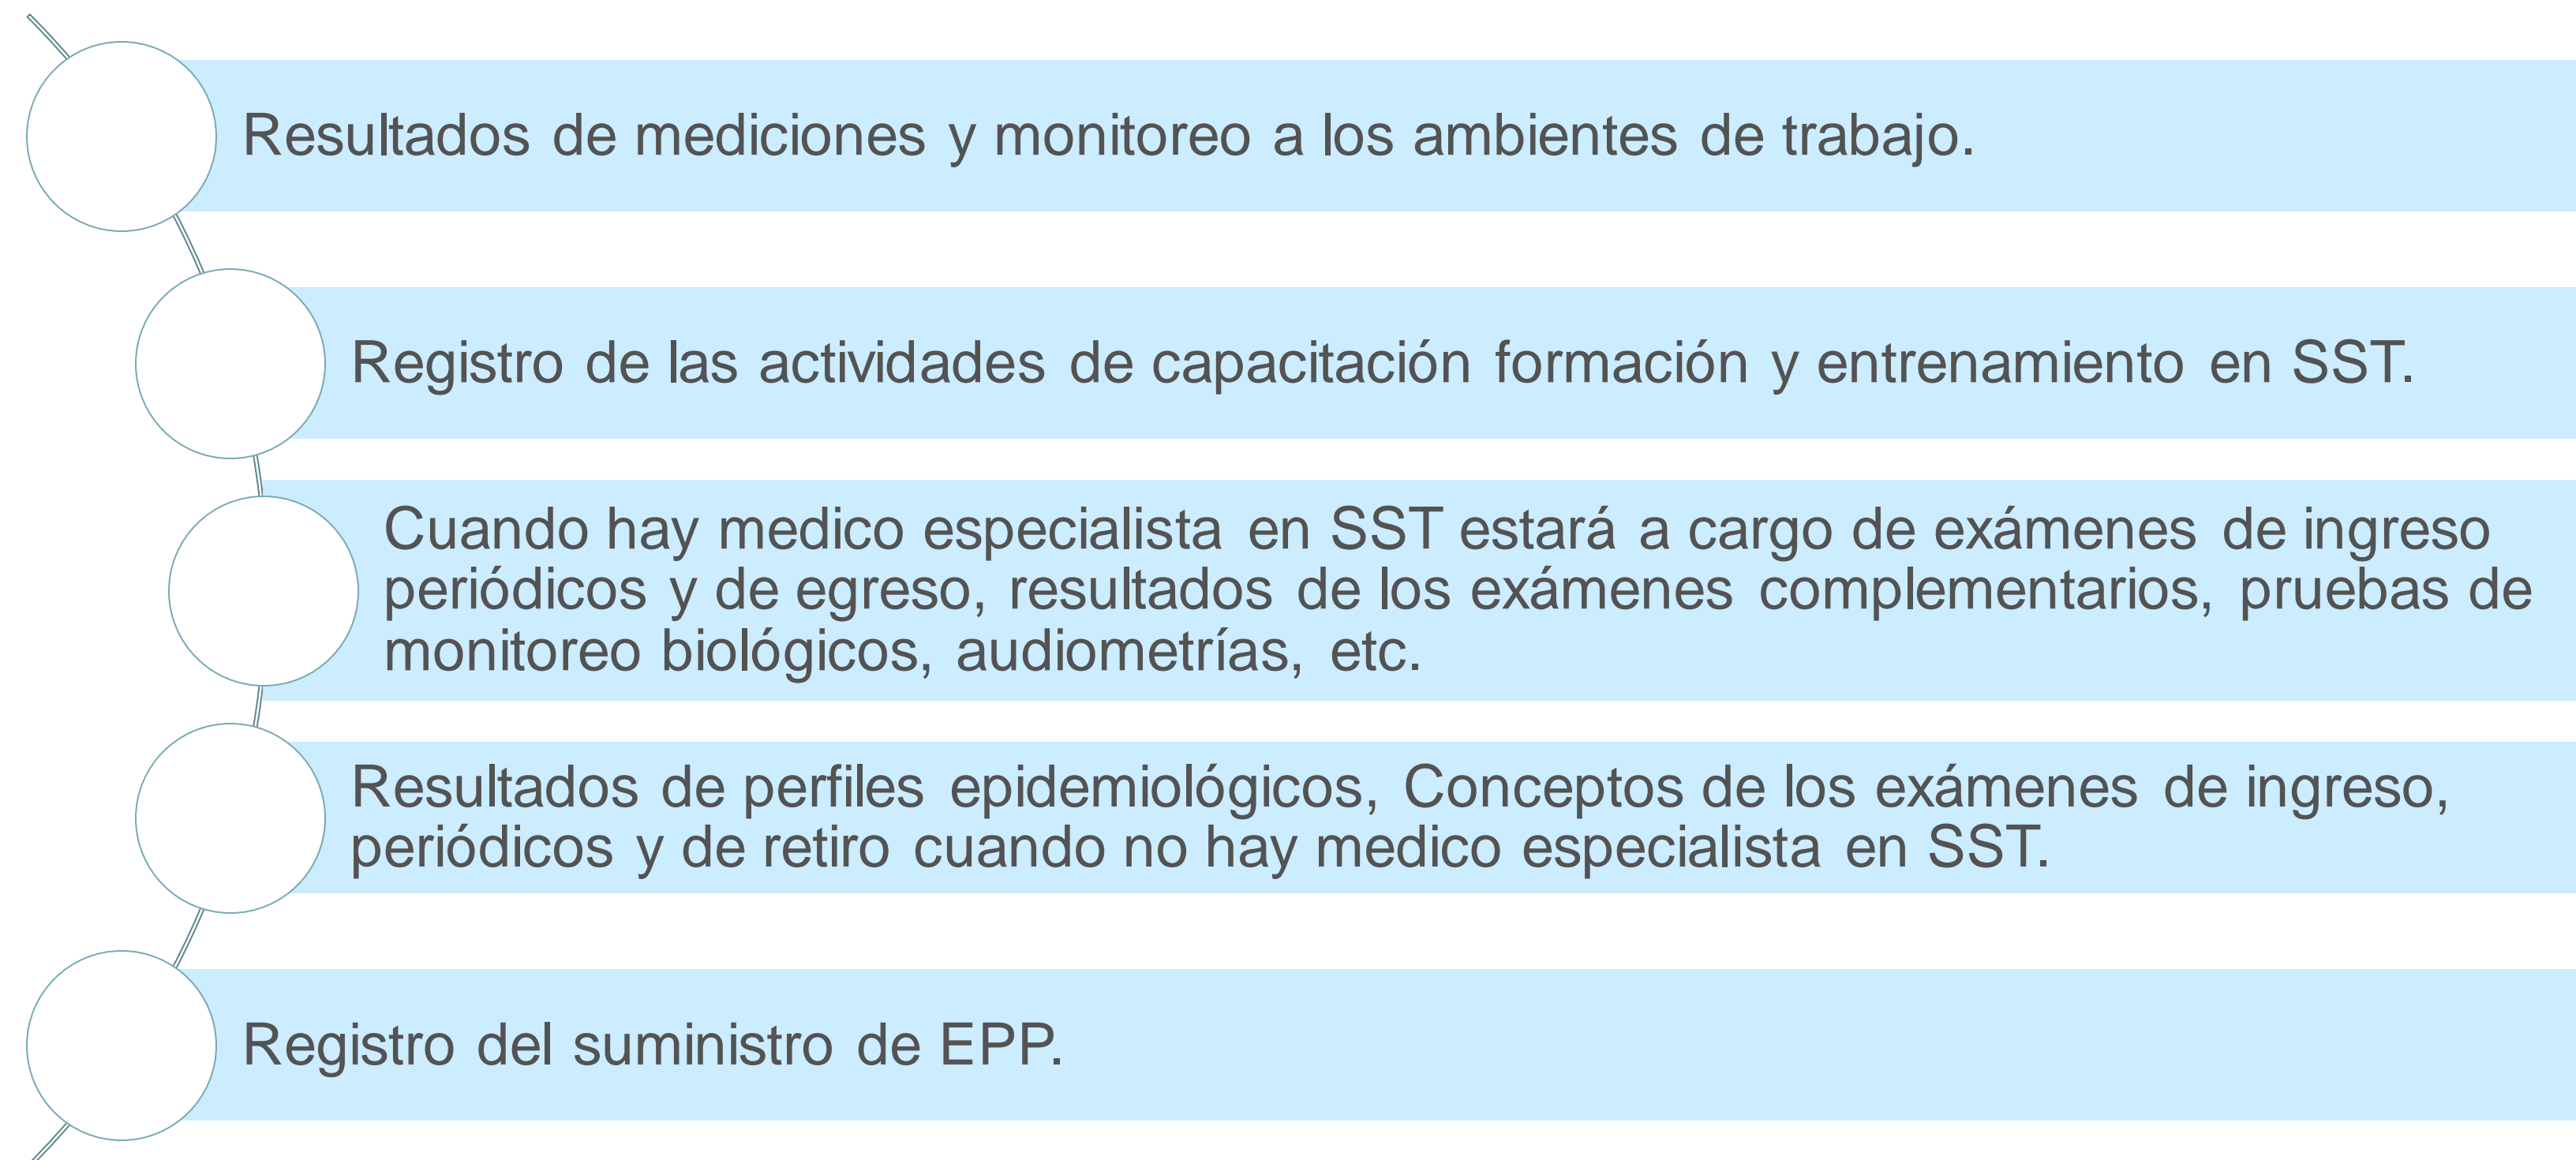 Resultados de mediciones y monitoreo a los ambientes de trabajo.
Registro de las actividades de capacitación formación y entrenamiento en SST.
Cuando hay medico especialista en SST estará a cargo de exámenes de ingreso
periódicos y de egreso, resultados de los exámenes complementarios, pruebas de
monitoreo biológicos, audiometrías, etc.
Resultados de perfiles epidemiológicos, Conceptos de los exámenes de ingreso,
periódicos y de retiro cuando no hay medico especialista en SST.
Registro del suministro de EPP.